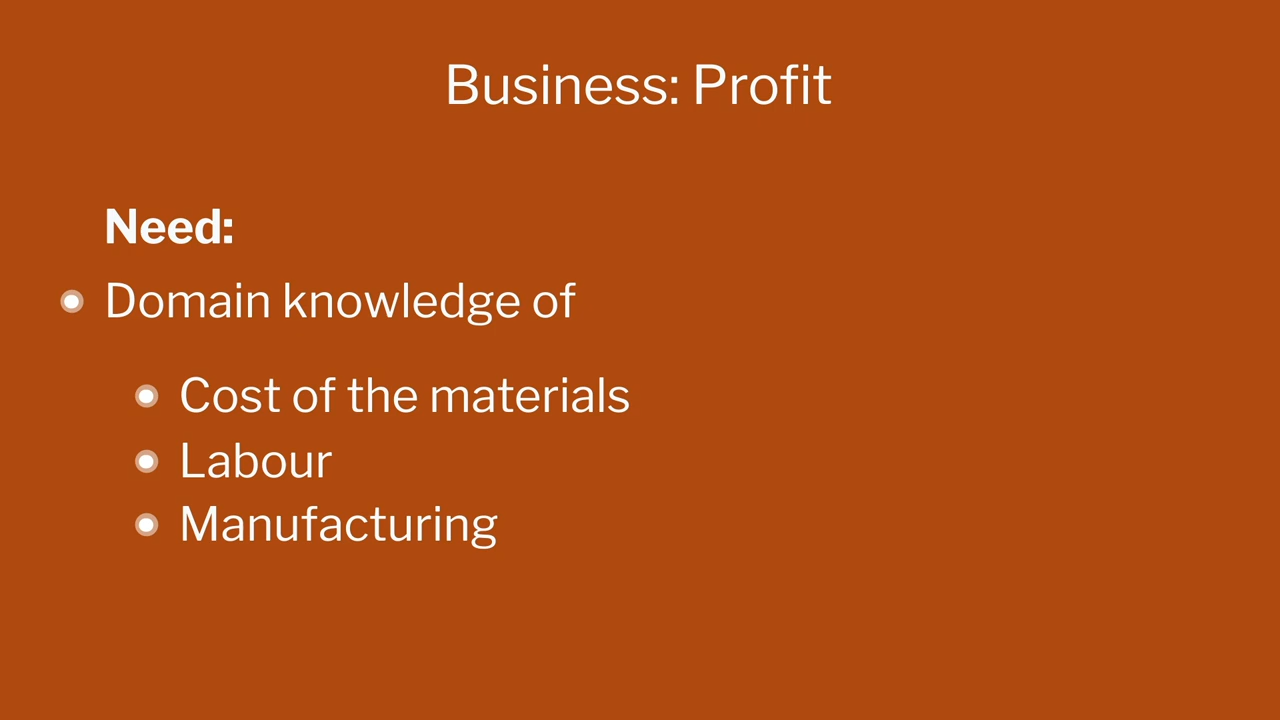 Business: Profit
Need:
Domain knowledge of
Cost of the materials
Labour
Manufacturing